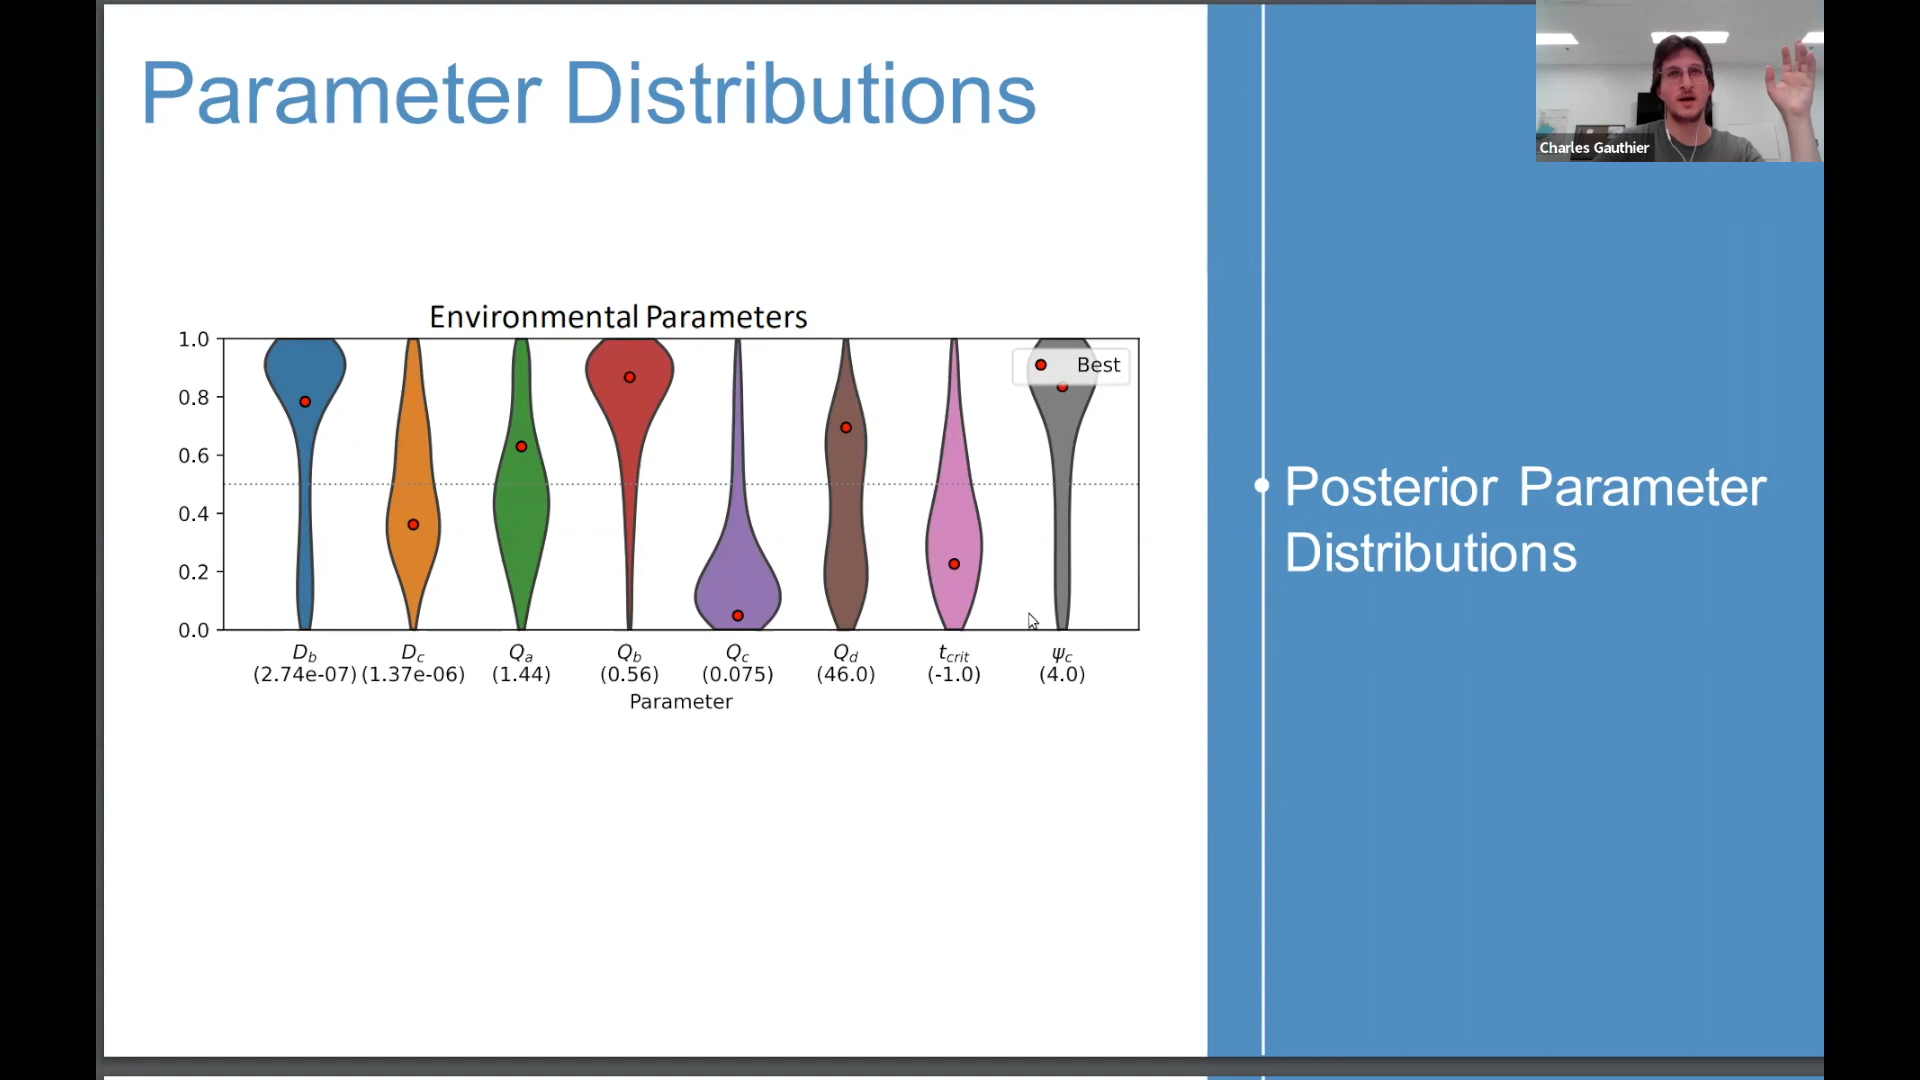 Parameter Distributions
Charles Gauthier
Environmental Parameters
1.0
0.8
0.6
0.4
0.2
0.0
Best
D_b D_c Q_a Q_b Q_c Q_d t_crit ψ_c
(2.74e-07) (1.37e-06) (1.44) (0.56) (0.075) (46.0) (-1.0) (4.0)
Parameter
Posterior Parameter
Distributions